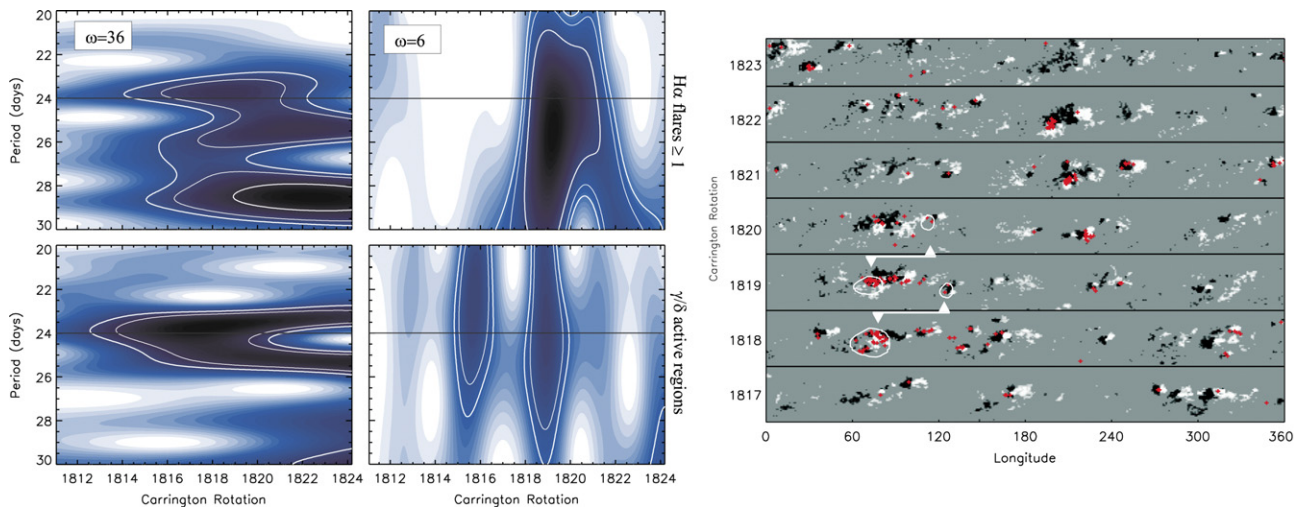 ω=36
ω=6
20
22
24
26
28
30
Period (days)
Hα flares ≥ 1
20
22
24
26
28
30
Period (days)
γ/δ active regions
1812 1814 1816 1818 1820 1822 1824
Carrington Rotation
1812 1814 1816 1818 1820 1822 1824
Carrington Rotation
1823
1822
1821
1820
1819
1818
1817
Carrington Rotation
0 60 120 180 240 300 360
Longitude